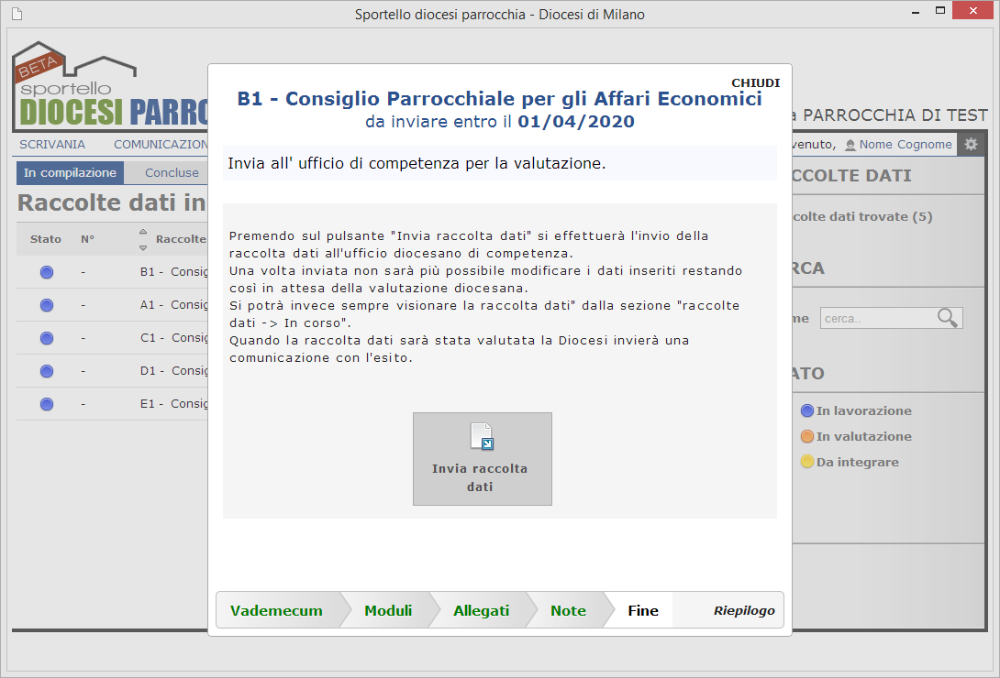 Sportello diocesi parrocchia - Diocesi di Milano
BETA
sportello
DIOCESI PARRO
a PARROCCHIA DI TEST
SCRIVANIA COMUNICAZION
venuto, Nome Cognome
In compilazione Concluse
Raccolte dati in
Stato N° Raccolte
- B1 - Consig
- A1 - Consig
- C1 - Consig
- D1 - Consig
- E1 - Consig
CHIUDI
B1 - Consiglio Parrocchiale per gli Affari Economici
da inviare entro il 01/04/2020
Invia all' ufficio di competenza per la valutazione.
Premendo sul pulsante "Invia raccolta dati" si effettuerà l'invio della
raccolta dati all'ufficio diocesano di competenza.
Una volta inviata non sarà più possibile modificare i dati inseriti restando
così in attesa della valutazione diocesana.
Si potrà invece sempre visionare la raccolta dati" dalla sezione "raccolte
dati -> In corso".
Quando la raccolta dati sarà stata valutata la Diocesi invierà una
comunicazione con l'esito.
Invia raccolta
dati
Vademecum Moduli Allegati Note Fine Riepilogo
CCOLTE DATI
colte dati trovate (5)
RCA
me cerca..
ATO
In lavorazione
In valutazione
Da integrare